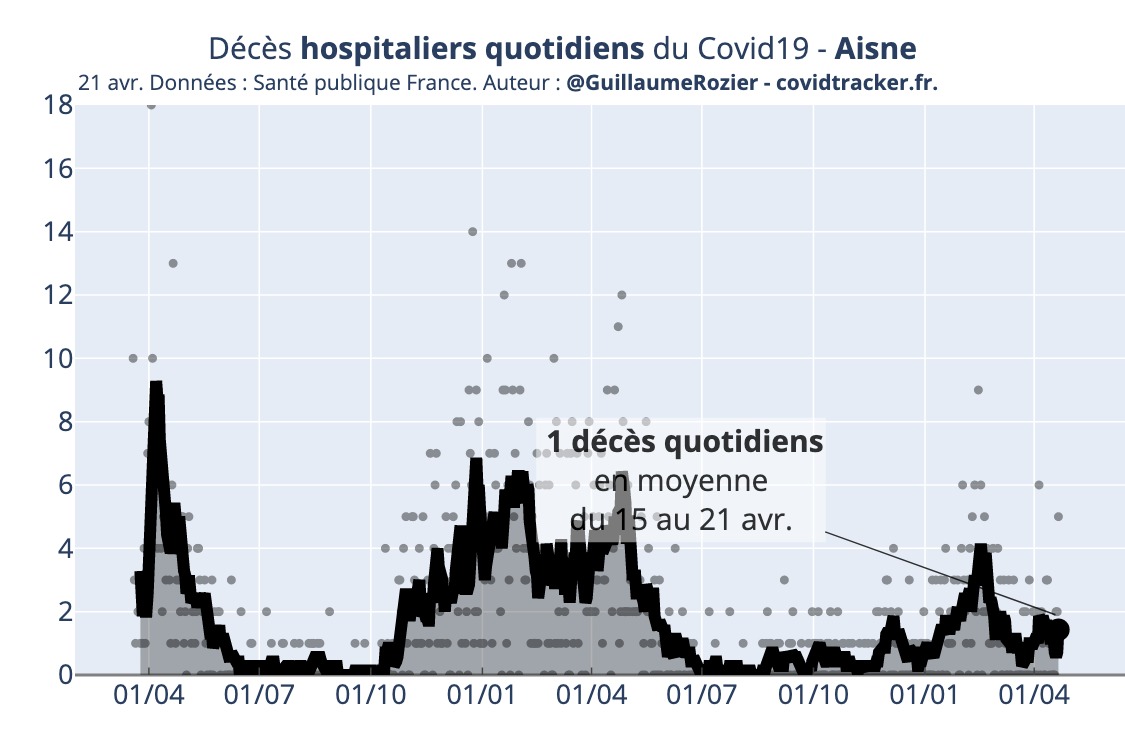 Décès hospitaliers quotidiens du Covid19 - Aisne
21 avr. Données : Santé publique France. Auteur : @GuillaumeRozier - covidtracker.fr.
18
16
14
12
10
8
6
4
2
0
1 décès quotidiens
en moyenne
du 15 au 21 avr.
01/04 01/07 01/10 01/01 01/04 01/07 01/10 01/01 01/04